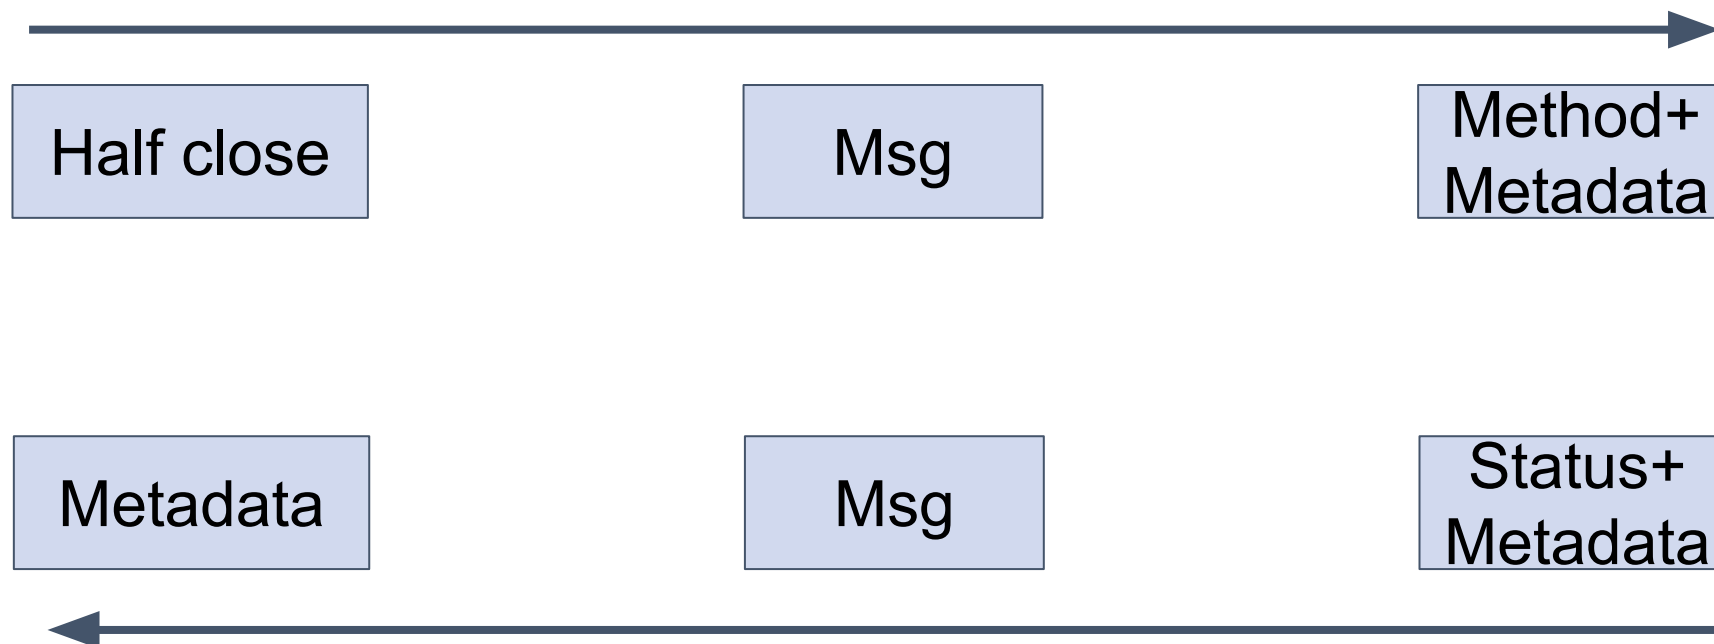 Half close
Msg
Method+
Metadata
Metadata
Msg
Status+
Metadata